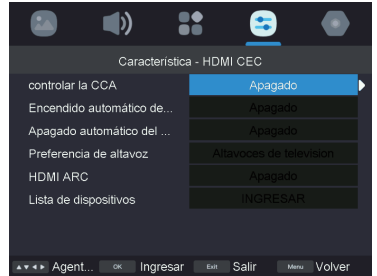 Característica - HDMI CEC
controlar la CCA Apagado
Encendido automático de... Apagado
Apagado automático del ... Apagado
Preferencia de altavoz Altavoces de television
HDMI ARC Apagado
Lista de dispositivos INGRESAR
Agent... OK Ingresar Exit Salir Menu Volver